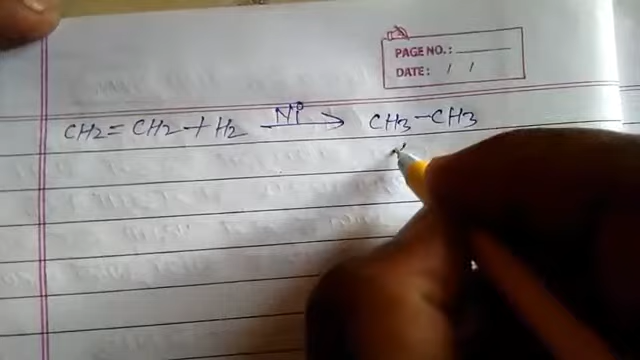 PAGE NO.:
DATE: / /
CH2 = CH2 + H2 Ni → CH3 - CH3